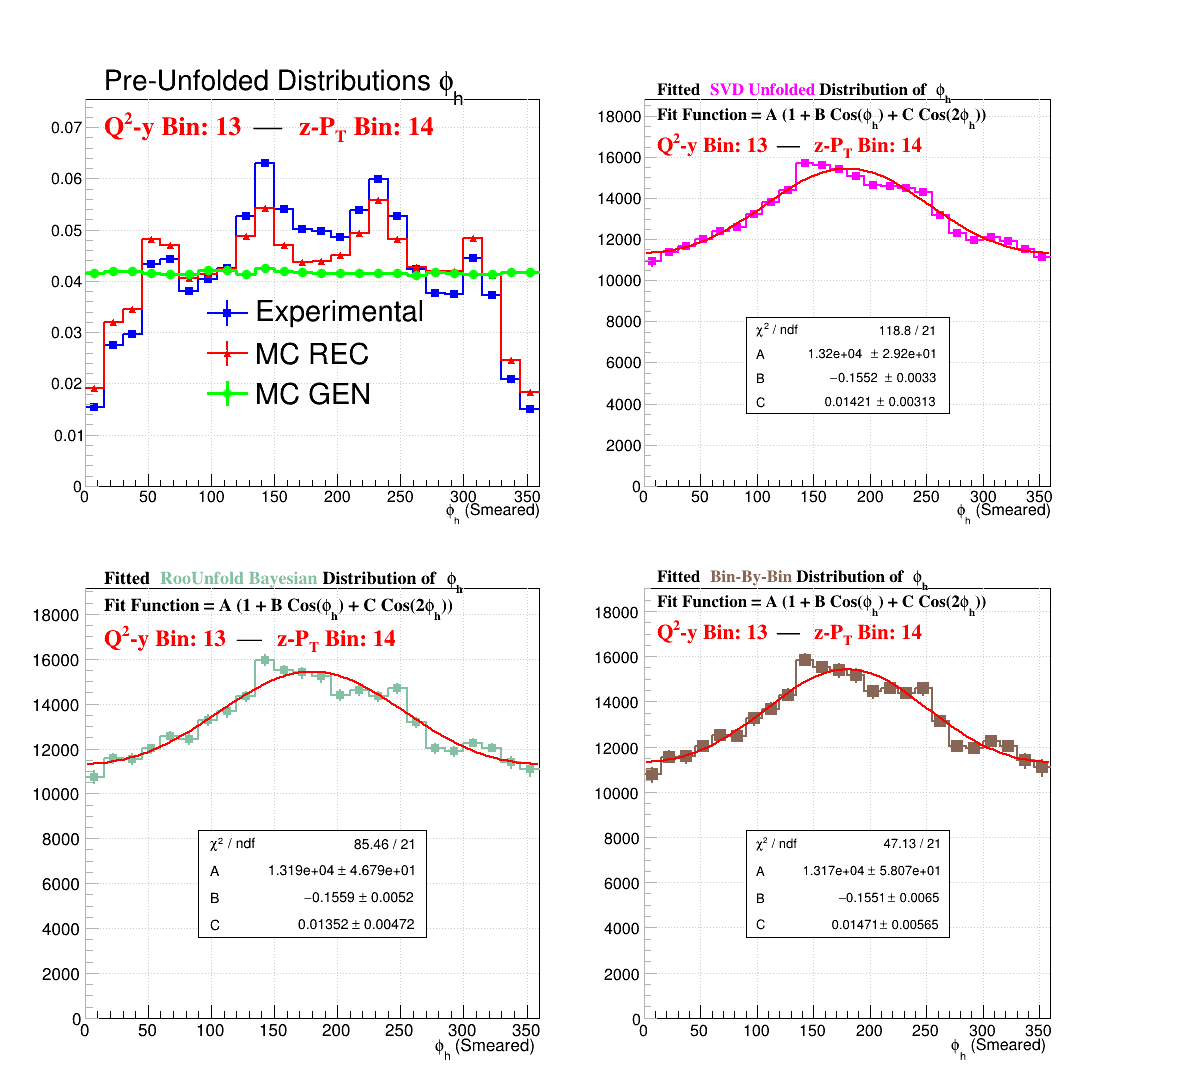 Pre-Unfolded Distributions ϕh
Q²-y Bin: 13 — z-PT Bin: 14
0.07
0.06
0.05
0.04
0.03
0.02
0.01
0
Experimental
MC REC
MC GEN
0 50 100 150 200 250 300 350
ϕh (Smeared)
Fitted SVD Unfolded Distribution of ϕh
Fit Function = A (1 + B Cos(ϕh) + C Cos(2ϕh))
Q²-y Bin: 13 — z-PT Bin: 14
18000
16000
14000
12000
10000
8000
6000
4000
2000
0
χ² / ndf 118.8 / 21
A 1.32e+04 ± 2.92e+01
B −0.1552 ± 0.0033
C 0.01421 ± 0.00313
0 50 100 150 200 250 300 350
ϕh (Smeared)
Fitted RooUnfold Bayesian Distribution of ϕh
Fit Function = A (1 + B Cos(ϕh) + C Cos(2ϕh))
Q²-y Bin: 13 — z-PT Bin: 14
18000
16000
14000
12000
10000
8000
6000
4000
2000
0
χ² / ndf 85.46 / 21
A 1.319e+04 ± 4.679e+01
B −0.1559 ± 0.0052
C 0.01352 ± 0.00472
0 50 100 150 200 250 300 350
ϕh (Smeared)
Fitted Bin-By-Bin Distribution of ϕh
Fit Function = A (1 + B Cos(ϕh) + C Cos(2ϕh))
Q²-y Bin: 13 — z-PT Bin: 14
18000
16000
14000
12000
10000
8000
6000
4000
2000
0
χ² / ndf 47.13 / 21
A 1.317e+04 ± 5.807e+01
B −0.1551 ± 0.0065
C 0.01471 ± 0.00565
0 50 100 150 200 250 300 350
ϕh (Smeared)